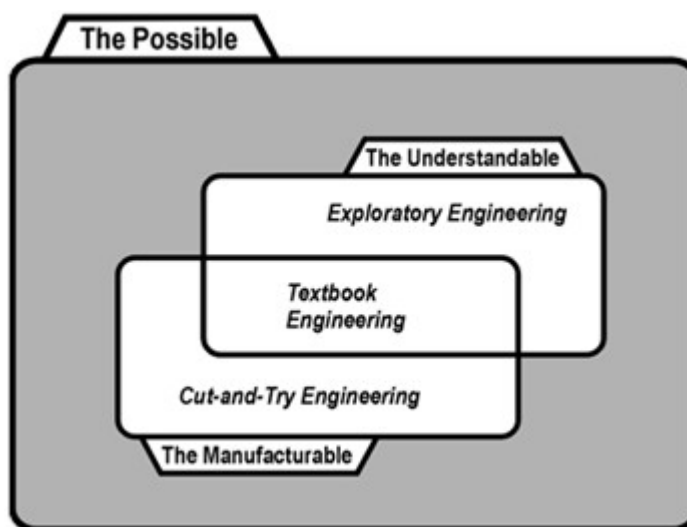 The Possible
The Understandable
Exploratory Engineering
Textbook
Engineering
Cut-and-Try Engineering
The Manufacturable